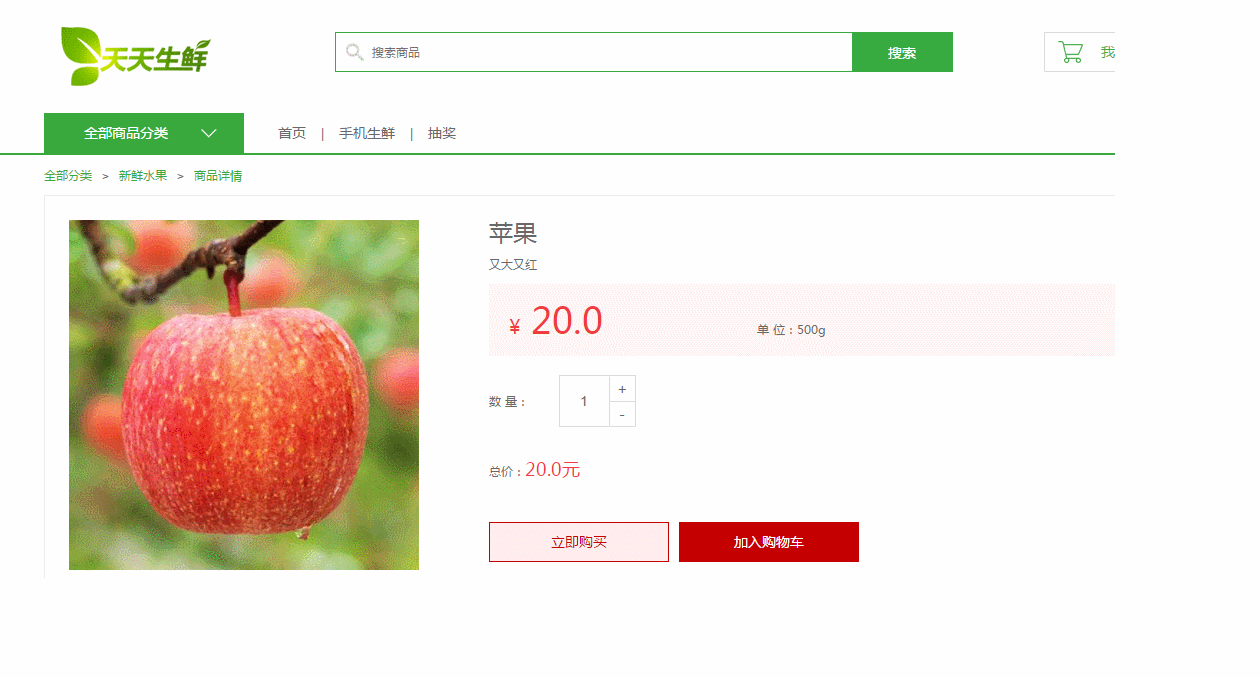 天天生鲜
搜索商品
搜索
我
全部商品分类
首页 | 手机生鲜 | 抽奖
全部分类 > 新鲜水果 > 商品详情
苹果
又大又红
¥ 20.0
单 位：500g
数 量：
1
+
-
总价：20.0元
立即购买
加入购物车